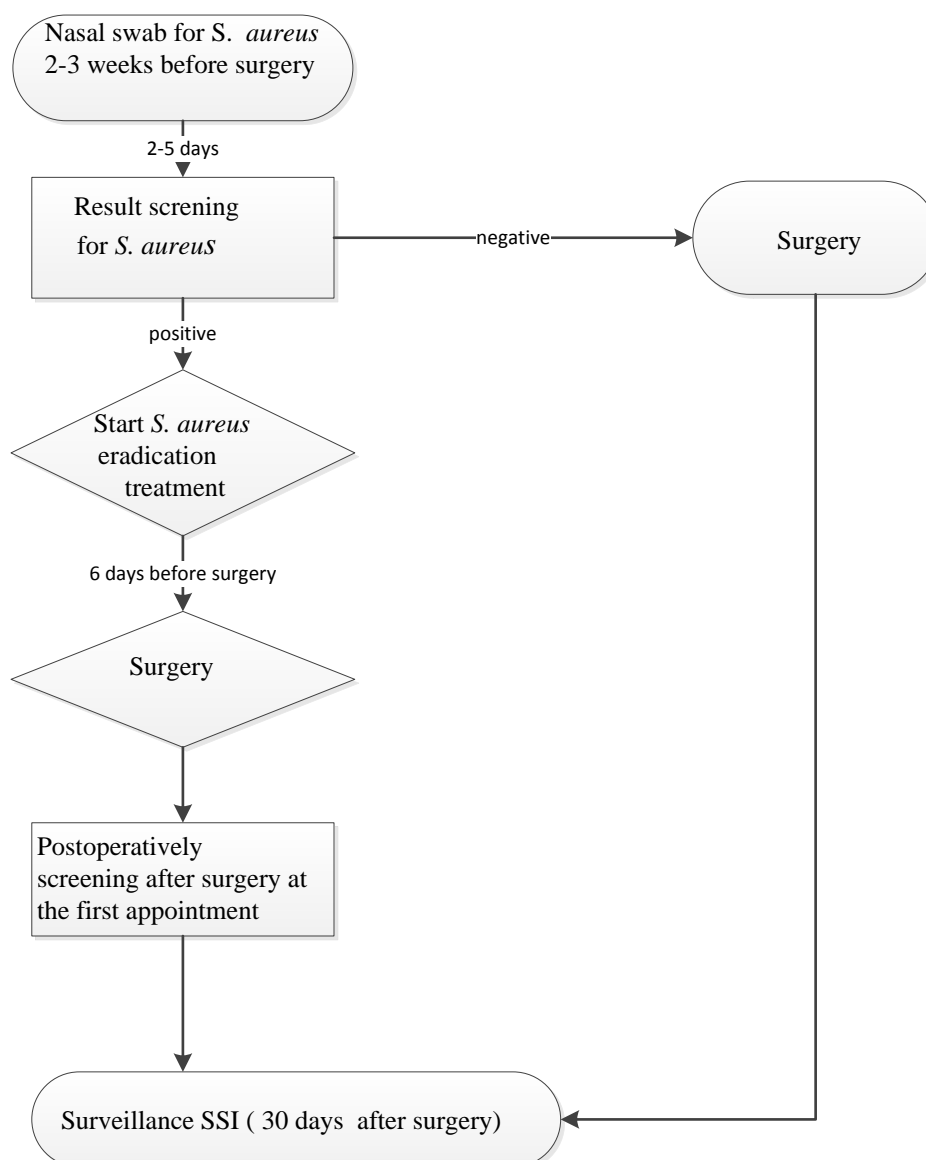 Nasal swab for S. aureus
2-3 weeks before surgery
2-5 days
Result screning
for S. aureus
negative
Surgery
positive
Start S. aureus
eradication
treatment
6 days before surgery
Surgery
Postoperatively
screening after surgery at
the first appointment
Surveillance SSI ( 30 days after surgery)